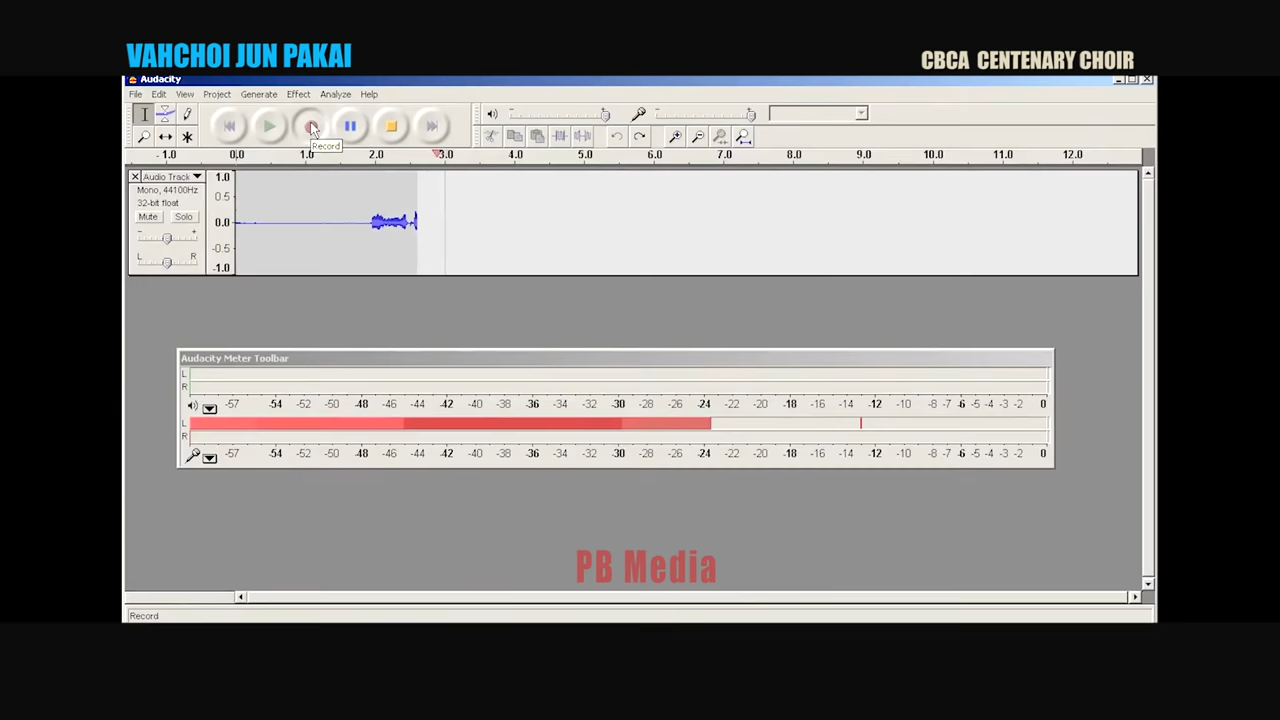 VAHCHOI JUN PAKAI
CBCA CENTENARY CHOIR
Audacity
File Edit View Project Generate Effect Analyze Help
Record
- 1.0 0,0 1.0 2.0 3.0 4.0 5.0 6.0 7.0 8.0 9.0 10.0 11.0 12.0
Audio Track
Mono, 44100Hz
32-bit float
Mute Solo
- +
L R
1.0
0.5
0.0
-0.5
-1.0
Audacity Meter Toolbar
L
R
-57 -54 -52 -50 -48 -46 -44 -42 -40 -38 -36 -34 -32 -30 -28 -26 -24 -22 -20 -18 -16 -14 -12 -10 -8 -7 -6 -5 -4 -3 -2 0
L
R
-57 -54 -52 -50 -48 -46 -44 -42 -40 -38 -36 -34 -32 -30 -28 -26 -24 -22 -20 -18 -16 -14 -12 -10 -8 -7 -6 -5 -4 -3 -2 0
PB Media
Record